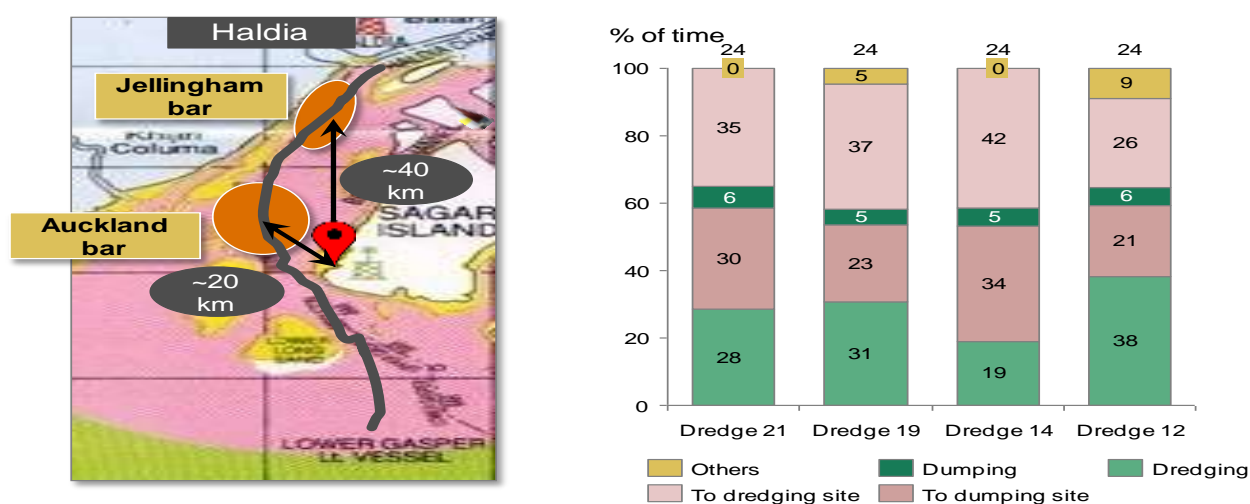 Haldia
Jellingham
bar
Columa
~40
km
SAGAR
ISLAND
Auckland
bar
~20
km
LOWER
LONG
SAND
LOWER GASPER
LT. VESSEL
% of time
24 24 24 24
100 0 5 0 9
80 35 37 42 26
60 6 5 5 6
40 30 23 34 21
20 28 31 19 38
0
Dredge 21 Dredge 19 Dredge 14 Dredge 12
Others Dumping Dredging
To dredging site To dumping site